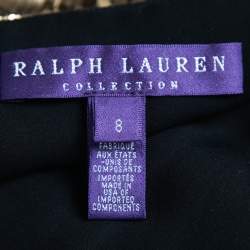 RALPH LAUREN
COLLECTION
8
FABRIQUÉ
AUX ÉTATS
-UNIS DE
COMPOSANTS
IMPORTÉS
MADE IN
USA OF
IMPORTED
COMPONENTS